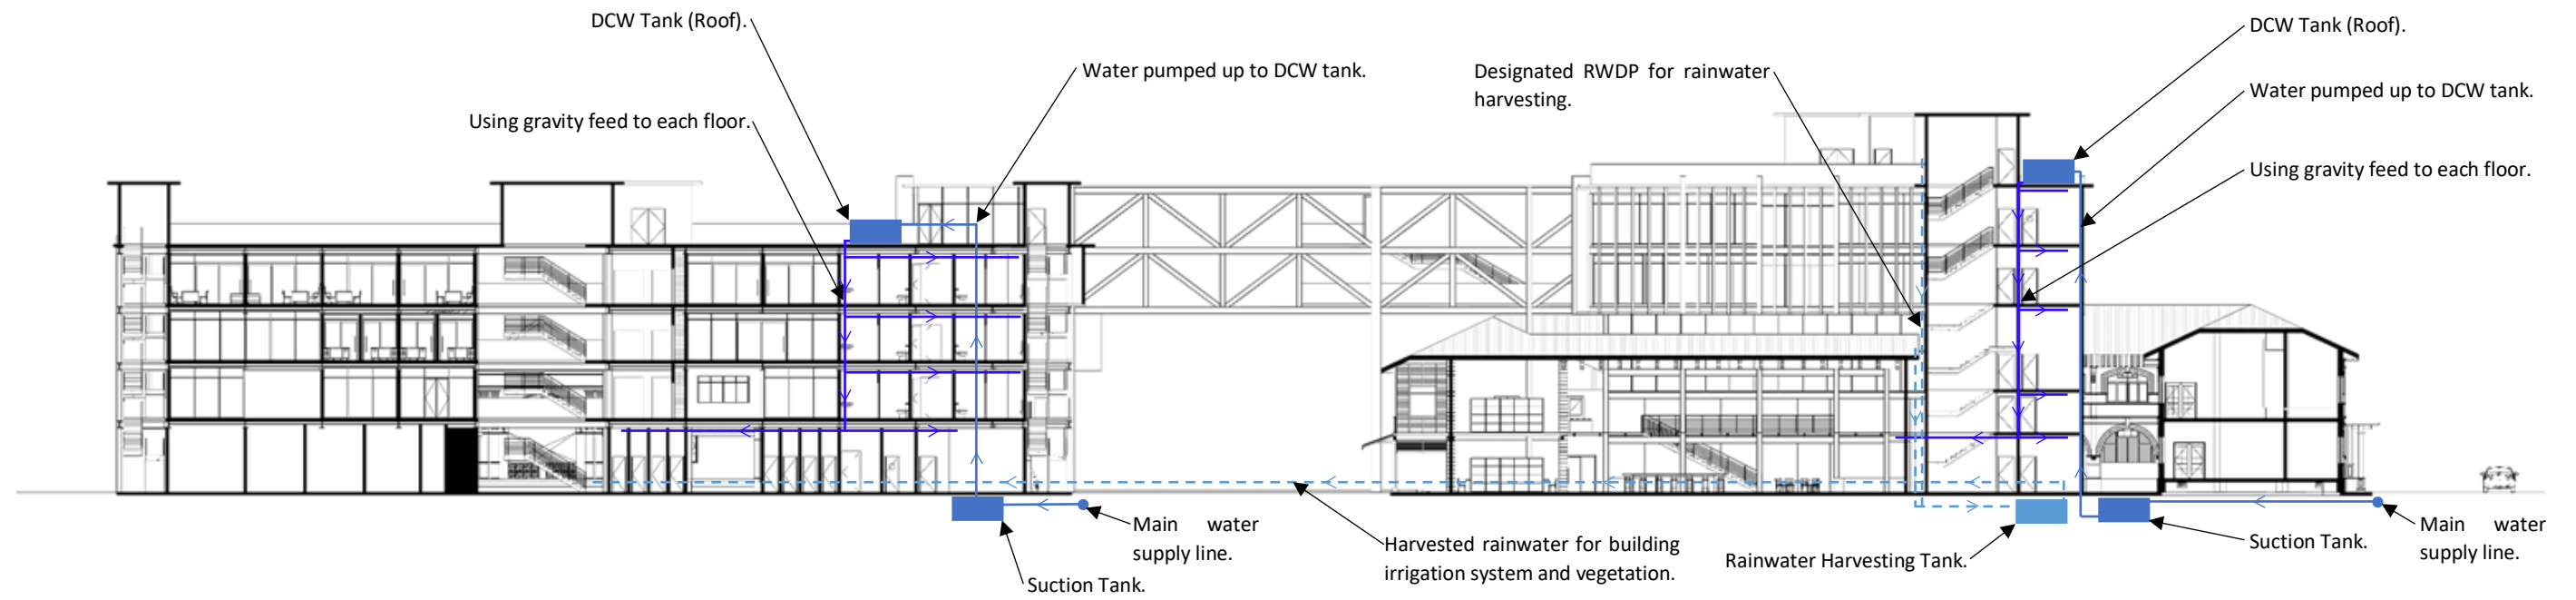 DCW Tank (Roof).
Water pumped up to DCW tank.
Using gravity feed to each floor.
Designated RWDP for rainwater
harvesting.
DCW Tank (Roof).
Water pumped up to DCW tank.
Using gravity feed to each floor.
Main water
supply line.
Suction Tank.
Harvested rainwater for building
irrigation system and vegetation.
Rainwater Harvesting Tank.
Suction Tank.
Main water
supply line.